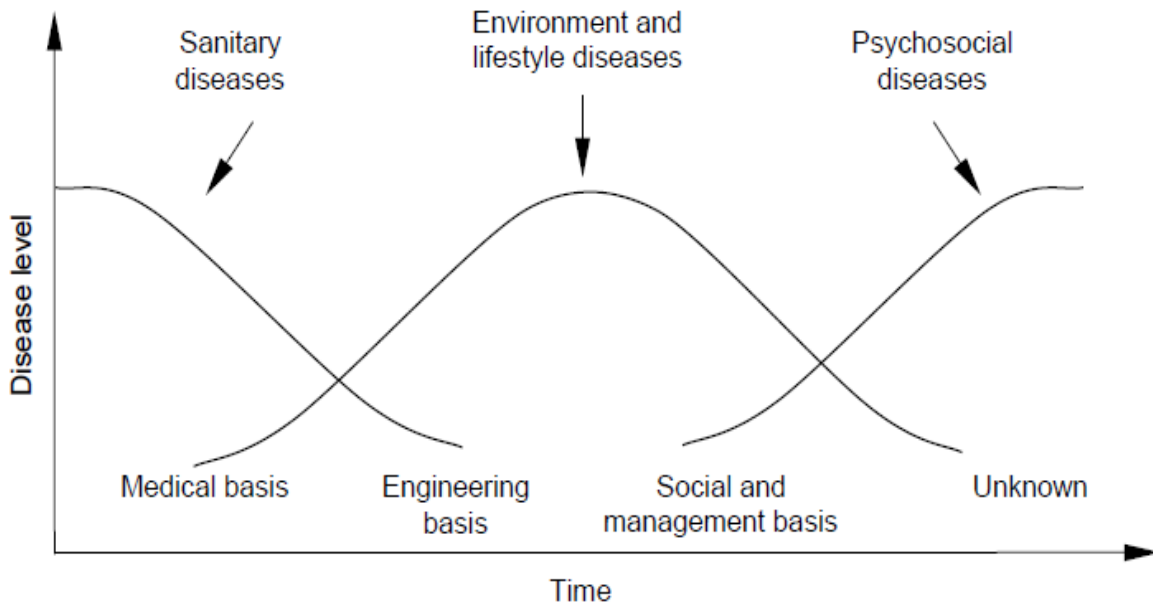 Sanitary
diseases
Environment and
lifestyle diseases
Psychosocial
diseases
Disease level
Medical basis
Engineering
basis
Social and
management basis
Unknown
Time